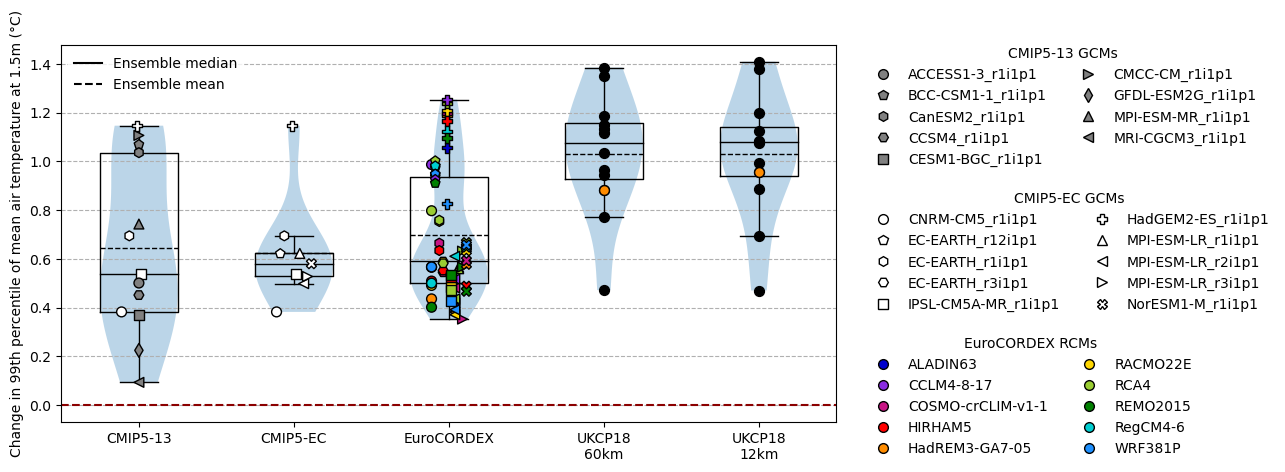 Change in 99th percentile of mean air temperature at 1.5m (°C)
Ensemble median
Ensemble mean
1.4
1.2
1.0
0.8
0.6
0.4
0.2
0.0
CMIP5-13
CMIP5-EC
EuroCORDEX
UKCP18
60km
UKCP18
12km
CMIP5-13 GCMs
ACCESS1-3_r1i1p1
BCC-CSM1-1_r1i1p1
CanESM2_r1i1p1
CCSM4_r1i1p1
CESM1-BGC_r1i1p1
CMCC-CM_r1i1p1
GFDL-ESM2G_r1i1p1
MPI-ESM-MR_r1i1p1
MRI-CGCM3_r1i1p1
CMIP5-EC GCMs
CNRM-CM5_r1i1p1
EC-EARTH_r12i1p1
EC-EARTH_r1i1p1
EC-EARTH_r3i1p1
IPSL-CM5A-MR_r1i1p1
HadGEM2-ES_r1i1p1
MPI-ESM-LR_r1i1p1
MPI-ESM-LR_r2i1p1
MPI-ESM-LR_r3i1p1
NorESM1-M_r1i1p1
EuroCORDEX RCMs
ALADIN63
CCLM4-8-17
COSMO-crCLIM-v1-1
HIRHAM5
HadREM3-GA7-05
RACMO22E
RCA4
REMO2015
RegCM4-6
WRF381P